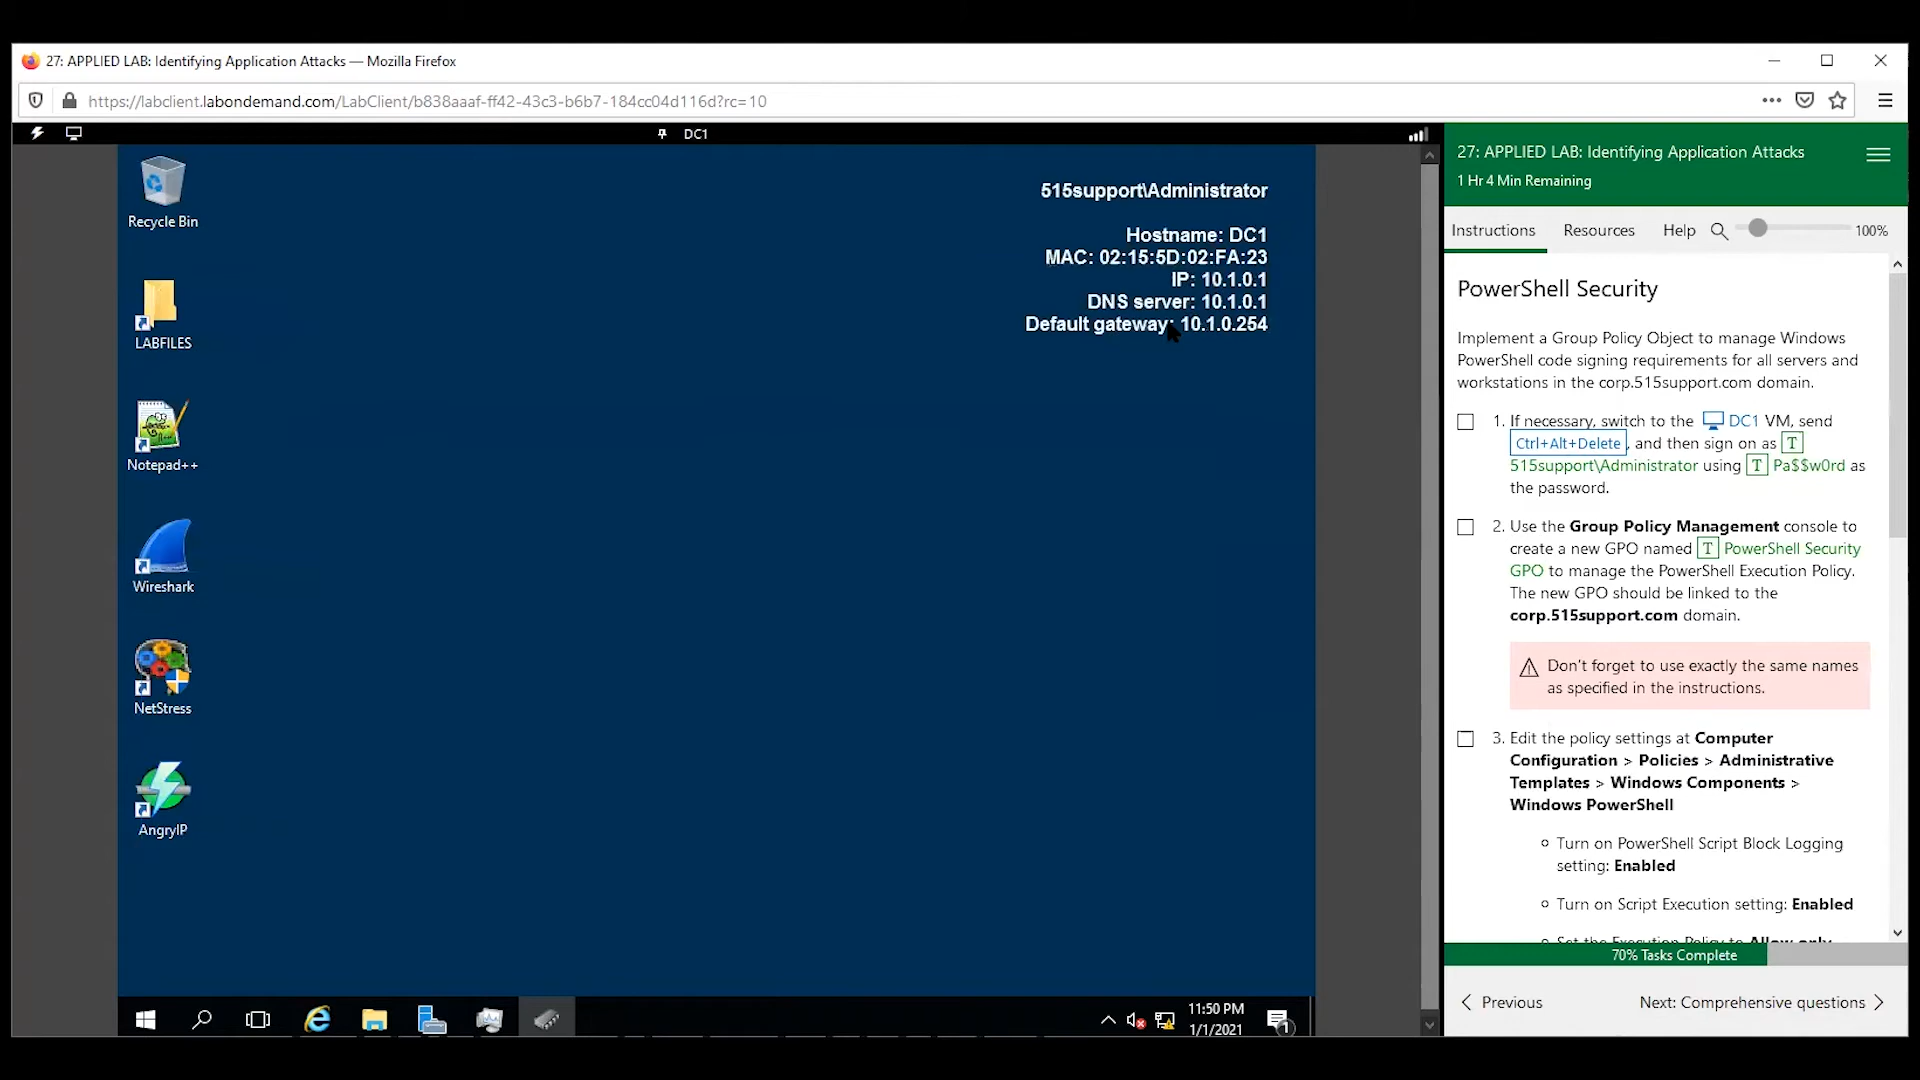 27: APPLIED LAB: Identifying Application Attacks — Mozilla Firefox
https://labclient.labondemand.com/LabClient/b838aaaf-ff42-43c3-b6b7-184cc04d116d?rc=10
DC1
Recycle Bin
LABFILES
Notepad++
Wireshark
NetStress
AngryIP
515support\Administrator
Hostname: DC1
MAC: 02:15:5D:02:FA:23
IP: 10.1.0.1
DNS server: 10.1.0.1
Default gateway: 10.1.0.254
11:50 PM
1/1/2021
1
27: APPLIED LAB: Identifying Application Attacks
1 Hr 4 Min Remaining
Instructions Resources Help 100%
PowerShell Security
Implement a Group Policy Object to manage Windows
PowerShell code signing requirements for all servers and
workstations in the corp.515support.com domain.
1. If necessary, switch to the DC1 VM, send
Ctrl+Alt+Delete, and then sign on as T
515support\Administrator using T Pa$$w0rd as
the password.
2. Use the Group Policy Management console to
create a new GPO named T PowerShell Security
GPO to manage the PowerShell Execution Policy.
The new GPO should be linked to the
corp.515support.com domain.
Don't forget to use exactly the same names
as specified in the instructions.
3. Edit the policy settings at Computer
Configuration > Policies > Administrative
Templates > Windows Components >
Windows PowerShell
Turn on PowerShell Script Block Logging
setting: Enabled
Turn on Script Execution setting: Enabled
Set the Execution Policy to Allow only
70% Tasks Complete
Previous
Next: Comprehensive questions